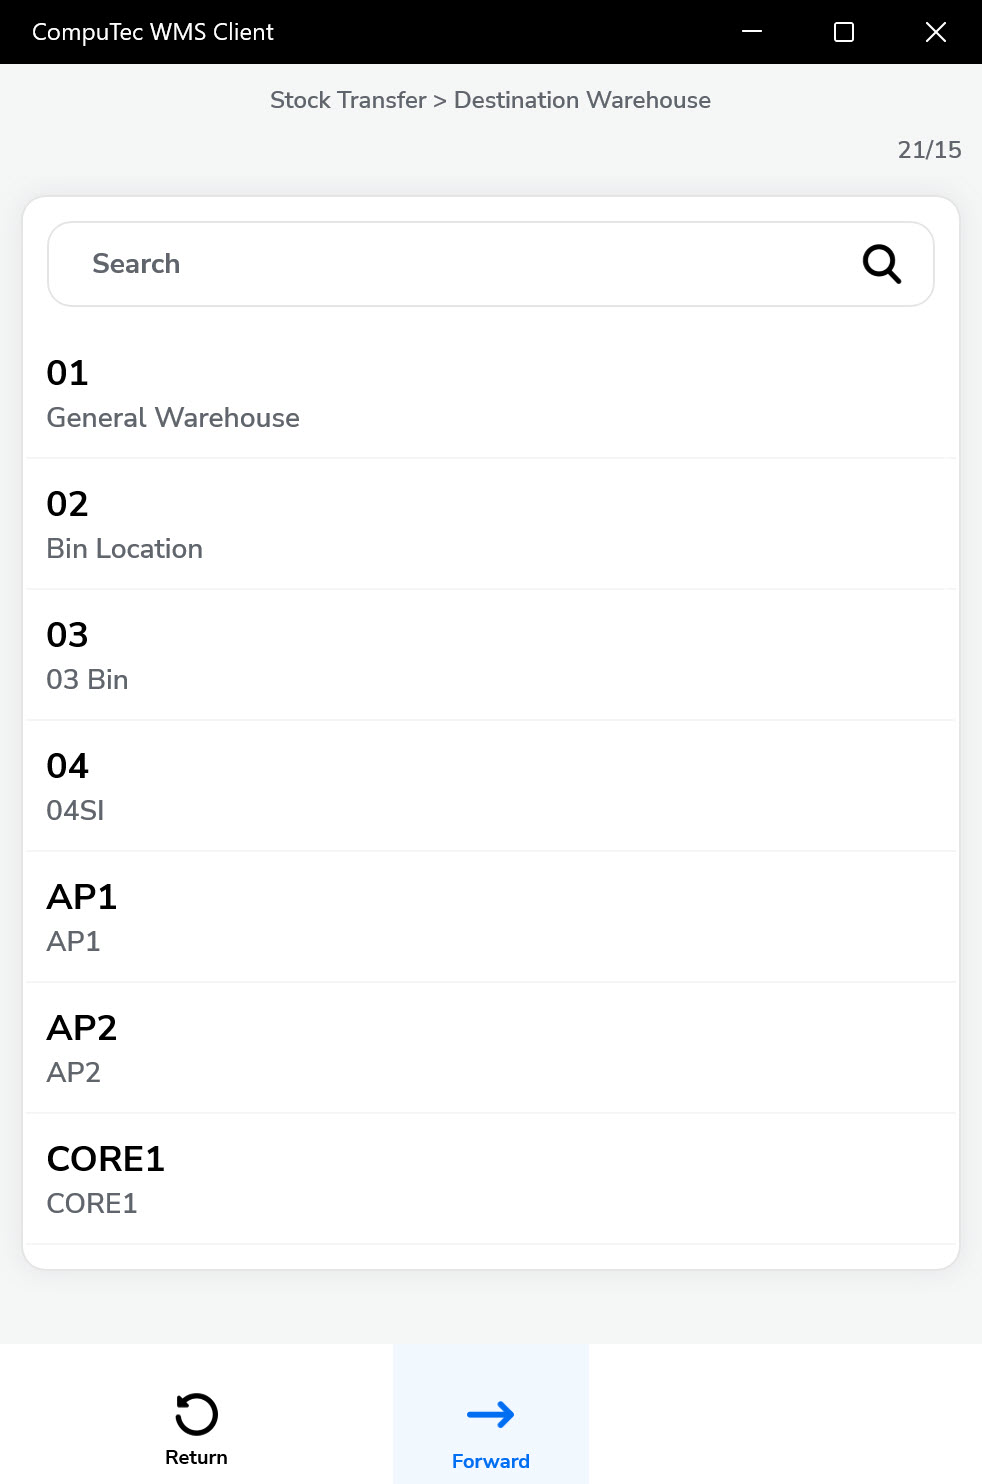 CompuTec WMS Client
Stock Transfer > Destination Warehouse
21/15
Search
01
General Warehouse
02
Bin Location
03
03 Bin
04
04SI
AP1
AP1
AP2
AP2
CORE1
CORE1
Return
Forward